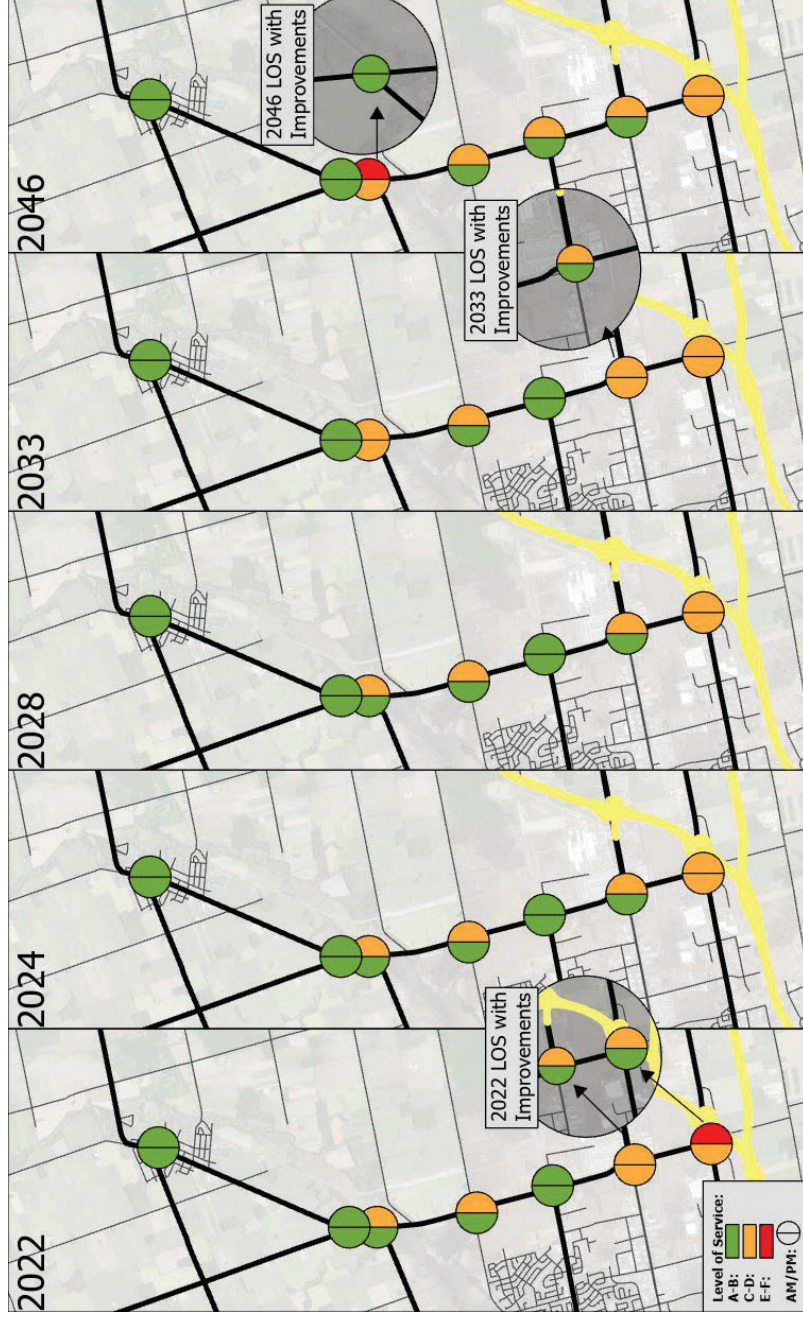 2022
2024
2028
2033
2046
2022 LOS with
Improvements
2033 LOS with
Improvements
2046 LOS with
Improvements
Level of Service:
A-B:
C-D:
E-F:
AM/PM: